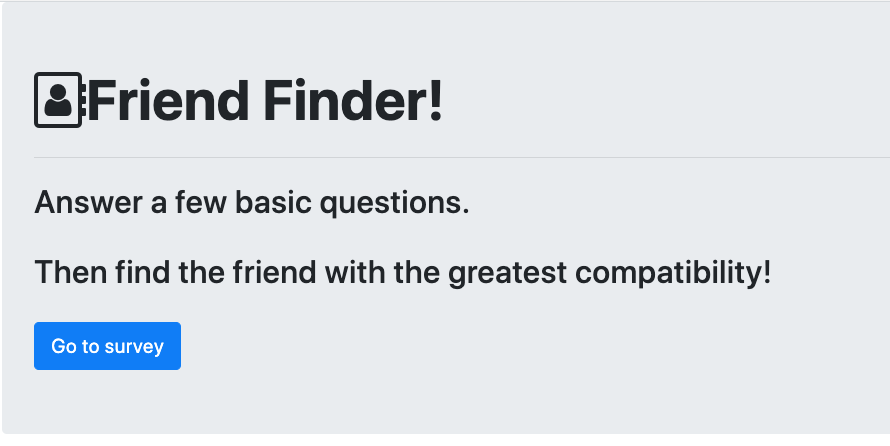 Friend Finder!
Answer a few basic questions.
Then find the friend with the greatest compatibility!
Go to survey